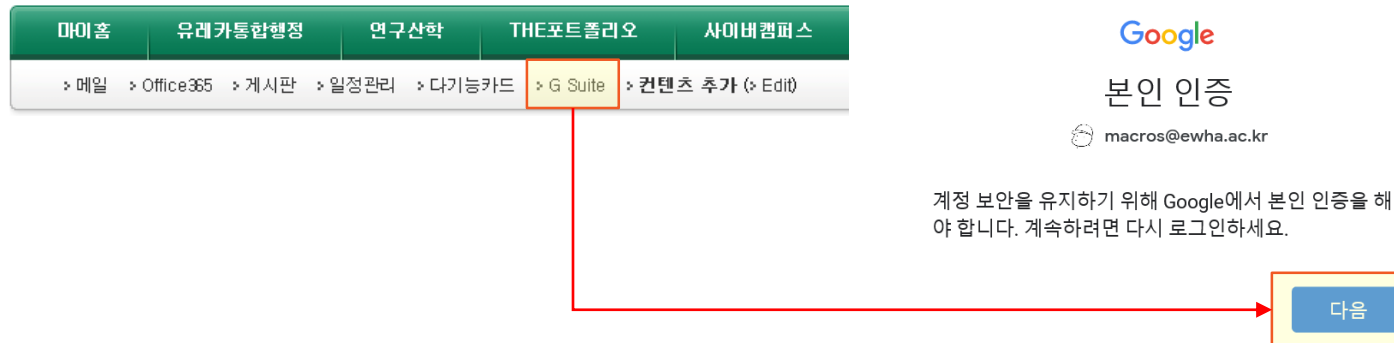 마이홈 유레카통합행정 연구산학 THE포트폴리오 사이버캠퍼스
> 메일 > Office365 > 게시판 > 일정관리 > 다기능카드 > G Suite > 컨텐츠 추가 (> Edit)
Google
본인 인증
macros@ewha.ac.kr
계정 보안을 유지하기 위해 Google에서 본인 인증을 해
야 합니다. 계속하려면 다시 로그인하세요.
다음